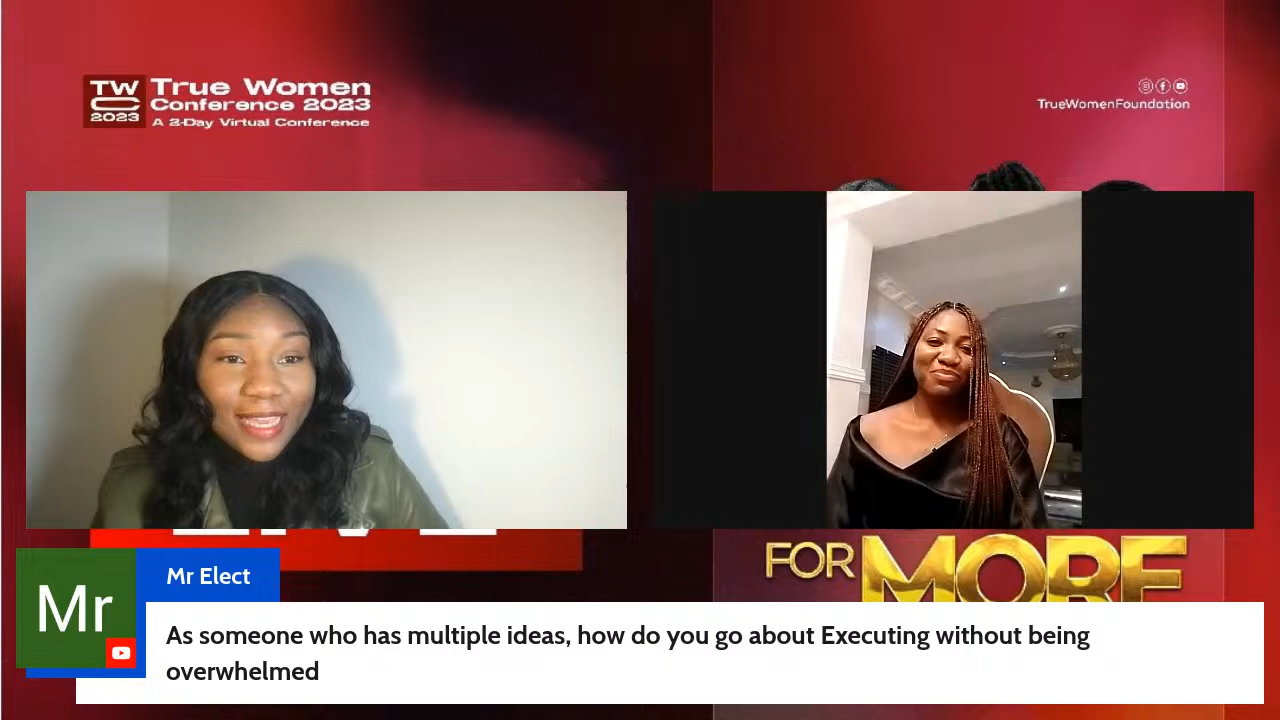 TW
2023
True Women
Conference 2023
A 2-Day Virtual Conference
TrueWomenFoundation
FOR MORE
Mr
Mr Elect
As someone who has multiple ideas, how do you go about Executing without being
overwhelmed